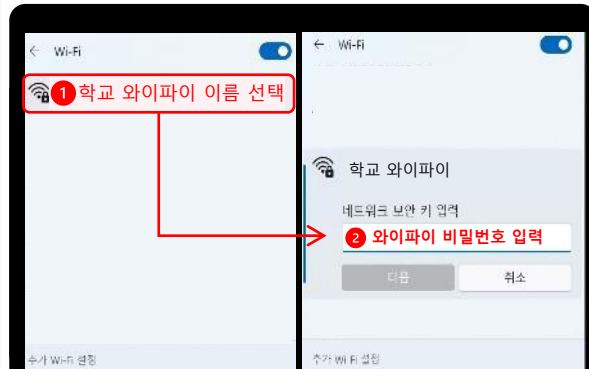 Wi-Fi
1 학교 와이파이 이름 선택
추가 Wi-Fi 설정
Wi-Fi
학교 와이파이
네트워크 보안 키 입력
2 와이파이 비밀번호 입력
다음
취소
추가 Wi-Fi 설정